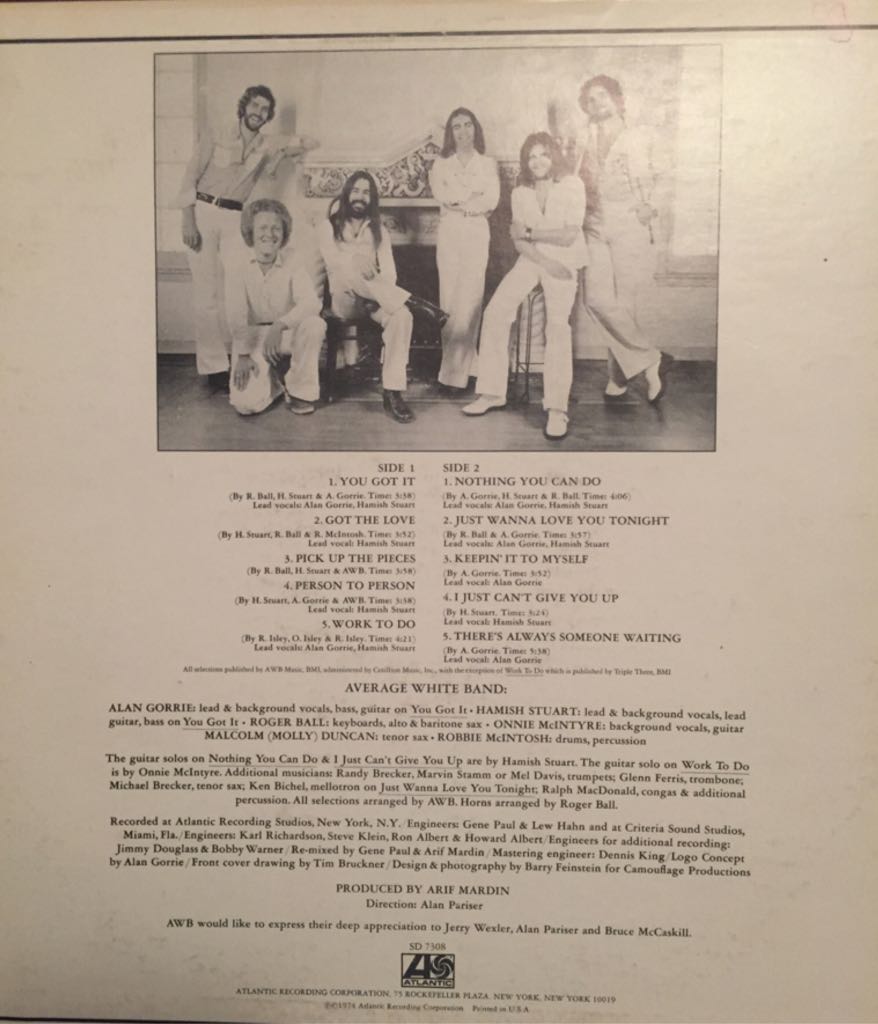 SIDE 1
1. YOU GOT IT
(By R. Ball, H. Stuart & A. Gorrie. Time: 3:38)
Lead vocals: Alan Gorrie, Hamish Stuart
2. GOT THE LOVE
(By H. Stuart, R. Ball & R. McIntosh. Time: 3:52)
Lead vocal: Hamish Stuart
3. PICK UP THE PIECES
(By R. Ball, H. Stuart & AWB. Time: 3:58)
4. PERSON TO PERSON
(By H. Stuart, A. Gorrie & AWB. Time: 3:38)
Lead vocal: Hamish Stuart
5. WORK TO DO
(By R. Isley, O. Isley & R. Isley. Time: 4:21)
Lead vocals: Alan Gorrie, Hamish Stuart
SIDE 2
1. NOTHING YOU CAN DO
(By A. Gorrie, H. Stuart & R. Ball. Time: 4:06)
Lead vocals: Alan Gorrie, Hamish Stuart
2. JUST WANNA LOVE YOU TONIGHT
(By R. Ball & A. Gorrie. Time: 3:57)
Lead vocals: Alan Gorrie, Hamish Stuart
3. KEEPIN' IT TO MYSELF
(By A. Gorrie. Time: 3:52)
Lead vocal: Alan Gorrie
4. I JUST CAN'T GIVE YOU UP
(By H. Stuart. Time: 3:24)
Lead vocal: Hamish Stuart
5. THERE'S ALWAYS SOMEONE WAITING
(By A. Gorrie. Time: 5:38)
Lead vocal: Alan Gorrie
All selections published by AWB Music, BMI, administered by Cotillion Music, Inc., with the exception of Work To Do which is published by Triple Three, BMI
AVERAGE WHITE BAND:
ALAN GORRIE: lead & background vocals, bass, guitar on You Got It • HAMISH STUART: lead & background vocals, lead
guitar, bass on You Got It • ROGER BALL: keyboards, alto & baritone sax • ONNIE McINTYRE: background vocals, guitar
MALCOLM (MOLLY) DUNCAN: tenor sax • ROBBIE McINTOSH: drums, percussion
The guitar solos on Nothing You Can Do & I Just Can't Give You Up are by Hamish Stuart. The guitar solo on Work To Do
is by Onnie McIntyre. Additional musicians: Randy Brecker, Marvin Stamm or Mel Davis, trumpets; Glenn Ferris, trombone;
Michael Brecker, tenor sax; Ken Bichel, mellotron on Just Wanna Love You Tonight; Ralph MacDonald, congas & additional
percussion. All selections arranged by AWB. Horns arranged by Roger Ball.
Recorded at Atlantic Recording Studios, New York, N.Y. / Engineers: Gene Paul & Lew Hahn and at Criteria Sound Studios,
Miami, Fla. / Engineers: Karl Richardson, Steve Klein, Ron Albert & Howard Albert / Engineers for additional recording:
Jimmy Douglass & Bobby Warner / Re-mixed by Gene Paul & Arif Mardin / Mastering engineer: Dennis King / Logo Concept
by Alan Gorrie / Front cover drawing by Tim Bruckner / Design & photography by Barry Feinstein for Camouflage Productions
PRODUCED BY ARIF MARDIN
Direction: Alan Pariser
AWB would like to express their deep appreciation to Jerry Wexler, Alan Pariser and Bruce McCaskill.
SD 7308
ATLANTIC
ATLANTIC RECORDING CORPORATION, 75 ROCKEFELLER PLAZA, NEW YORK, NEW YORK 10019
℗©1974 Atlantic Recording Corporation Printed in U.S.A.